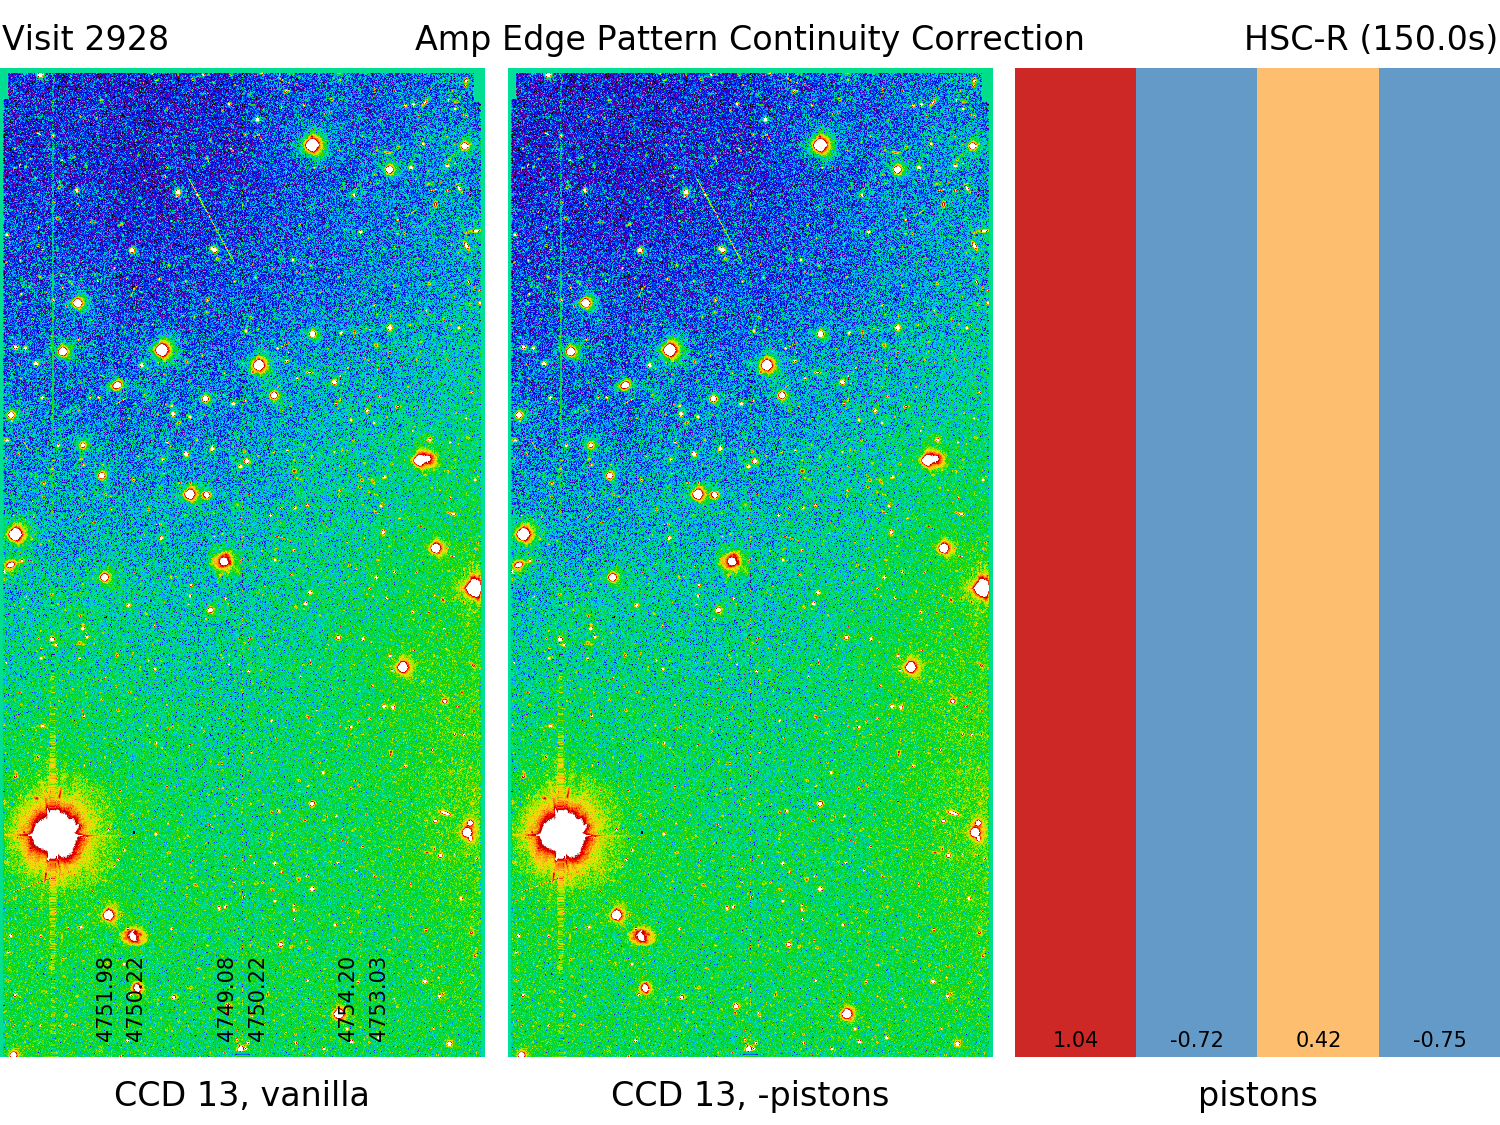 Visit 2928 Amp Edge Pattern Continuity Correction HSC-R (150.0s)
4751.98
4750.22
4749.08
4750.22
4754.20
4753.03
1.04 -0.72 0.42 -0.75
CCD 13, vanilla CCD 13, -pistons pistons